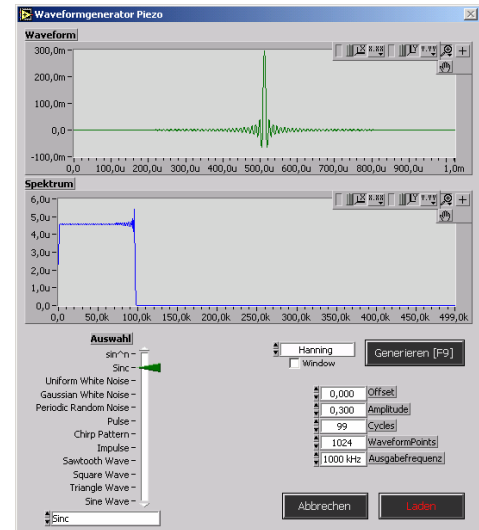 Waveformgenerator Piezo
Waveform
300,0m
200,0m
100,0m
0,0
-100,0m
0,0 100,0u 200,0u 300,0u 400,0u 500,0u 600,0u 700,0u 800,0u 900,0u 1,0m
Spektrum
6,0u
5,0u
4,0u
3,0u
2,0u
1,0u
0,0
0,0 50,0k 100,0k 150,0k 200,0k 250,0k 300,0k 350,0k 400,0k 450,0k 499,0k
Auswahl
sin^n
Sinc
Uniform White Noise
Gaussian White Noise
Periodic Random Noise
Pulse
Chirp Pattern
Impulse
Sawtooth Wave
Square Wave
Triangle Wave
Sine Wave
Sinc
Hanning
Window
Generieren [F9]
0,000 Offset
0,300 Amplitude
99 Cycles
1024 WaveformPoints
1000 kHz Ausgabefrequenz
Abbrechen
Laden